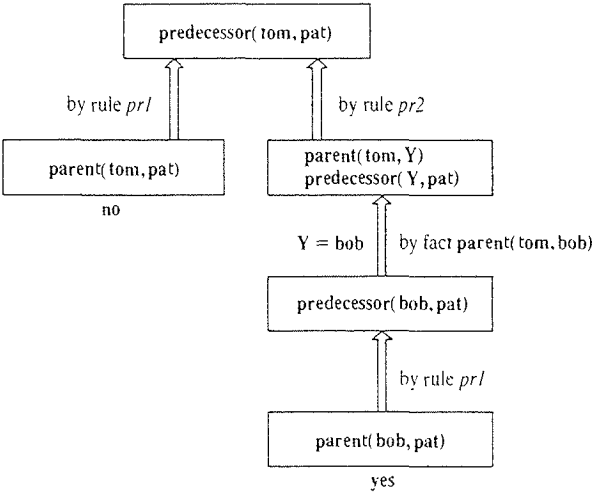 predecessor( tom, pat)
by rule pr1
by rule pr2
parent( tom, pat)
no
parent( tom, Y)
predecessor( Y, pat)
Y = bob
by fact parent( tom, bob)
predecessor( bob, pat)
by rule pr1
parent( bob, pat)
yes